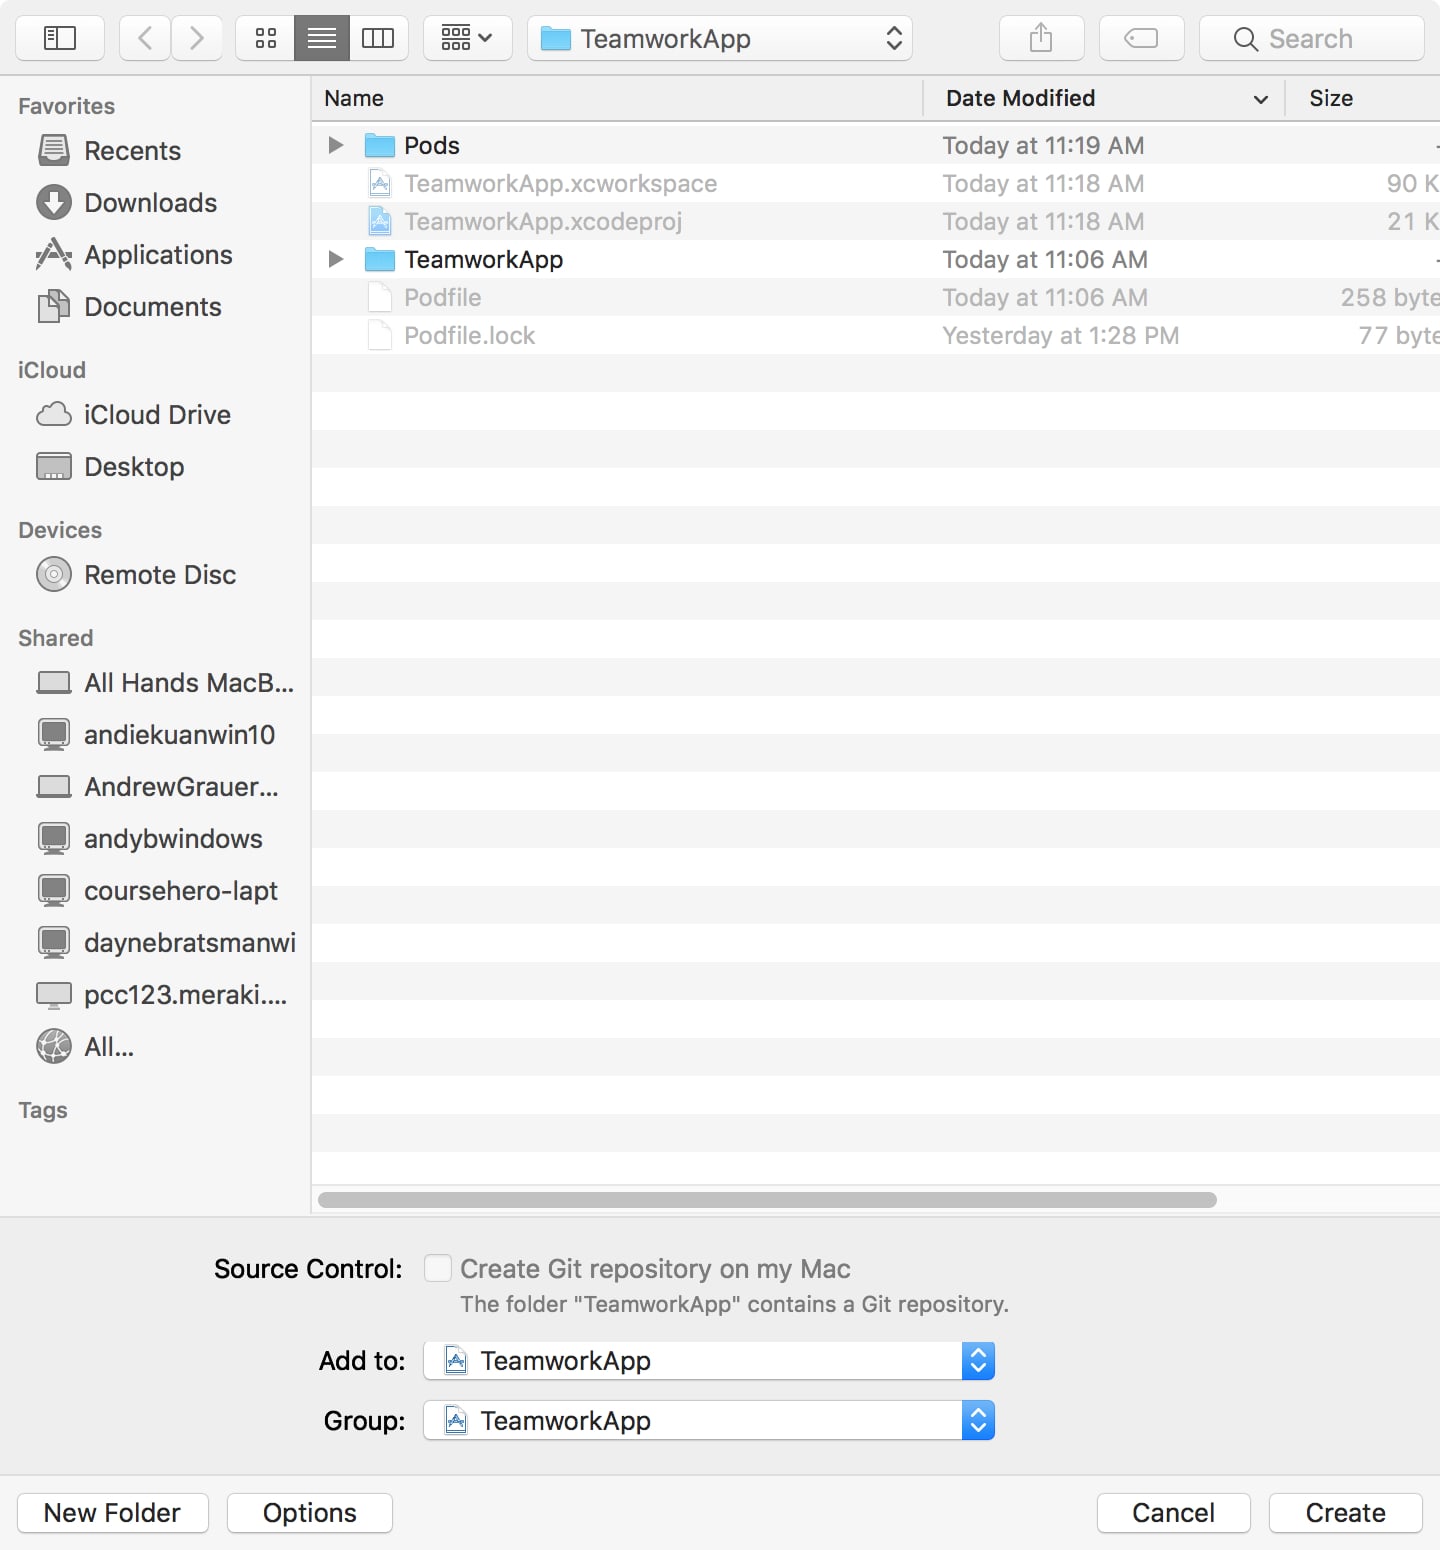 TeamworkApp
Search
Favorites
Recents
Downloads
Applications
Documents
iCloud
iCloud Drive
Desktop
Devices
Remote Disc
Shared
All Hands MacB...
andiekuanwin10
AndrewGrauer...
andybwindows
coursehero-lapt
daynebratsmanwi
pcc123.meraki....
All...
Tags
Name Date Modified Size
Pods Today at 11:19 AM
TeamworkApp.xcworkspace Today at 11:18 AM 90 K
TeamworkApp.xcodeproj Today at 11:18 AM 21 K
TeamworkApp Today at 11:06 AM
Podfile Today at 11:06 AM 258 byte
Podfile.lock Yesterday at 1:28 PM 77 byte
Source Control: Create Git repository on my Mac
The folder "TeamworkApp" contains a Git repository.
Add to: TeamworkApp
Group: TeamworkApp
New Folder Options Cancel Create